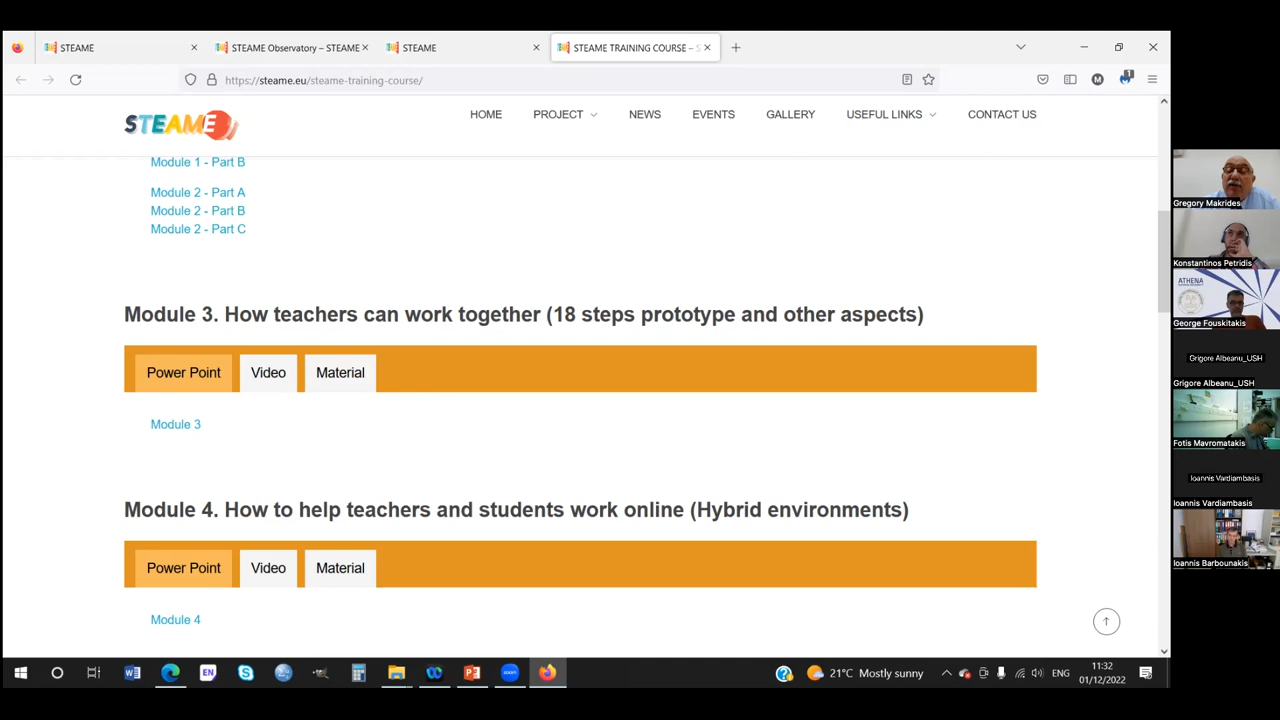 STEAME
STEAME Observatory – STEAME
STEAME
STEAME TRAINING COURSE – S
https://steame.eu/steame-training-course/
1
STEAME
HOME
PROJECT
NEWS
EVENTS
GALLERY
USEFUL LINKS
CONTACT US
Module 1 - Part B
Module 2 - Part A
Module 2 - Part B
Module 2 - Part C
Module 3. How teachers can work together (18 steps prototype and other aspects)
Power Point
Video
Material
Module 3
Module 4. How to help teachers and students work online (Hybrid environments)
Power Point
Video
Material
Module 4
Gregory Makrides
Konstantinos Petridis
ATHENA
George Fouskitakis
Grigore Albeanu_USH
Grigore Albeanu_USH
Fotis Mavromatakis
Ioannis Vardiambasis
Ioannis Vardiambasis
Ioannis Barbounakis
EN
zoom
21°C Mostly sunny
ENG
11:32
01/12/2022